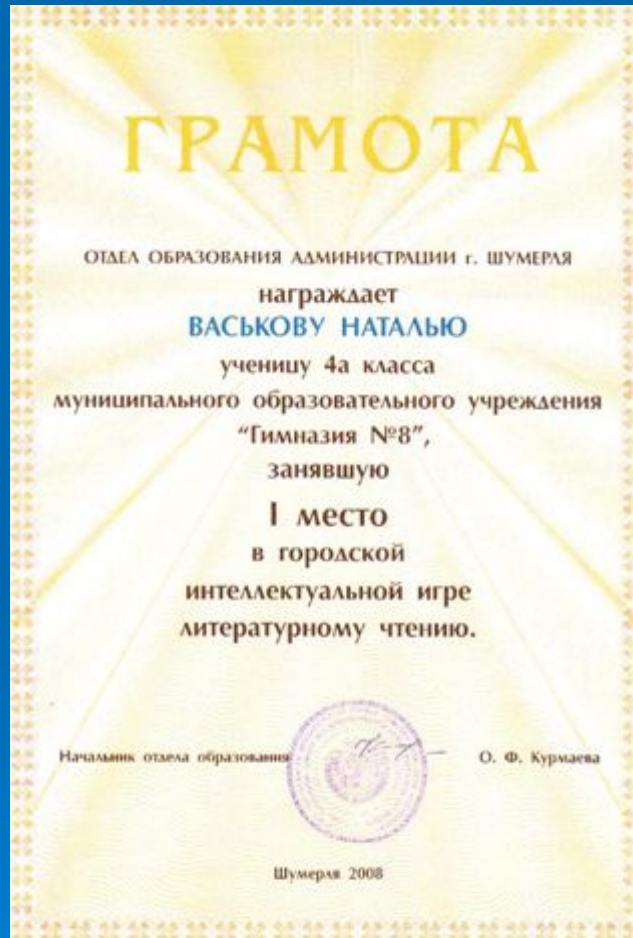 ГРАМОТА
ОТДЕЛ ОБРАЗОВАНИЯ АДМИНИСТРАЦИИ г. ШУМЕРЛЯ
награждает
ВАСЬКОВУ НАТАЛЬЮ
ученицу 4а класса
муниципального образовательного учреждения
“Гимназия №8”,
занявшую
I место
в городской
интеллектуальной игре
литературному чтению.
Начальник отдела образования О. Ф. Курмаева
Шумерля 2008